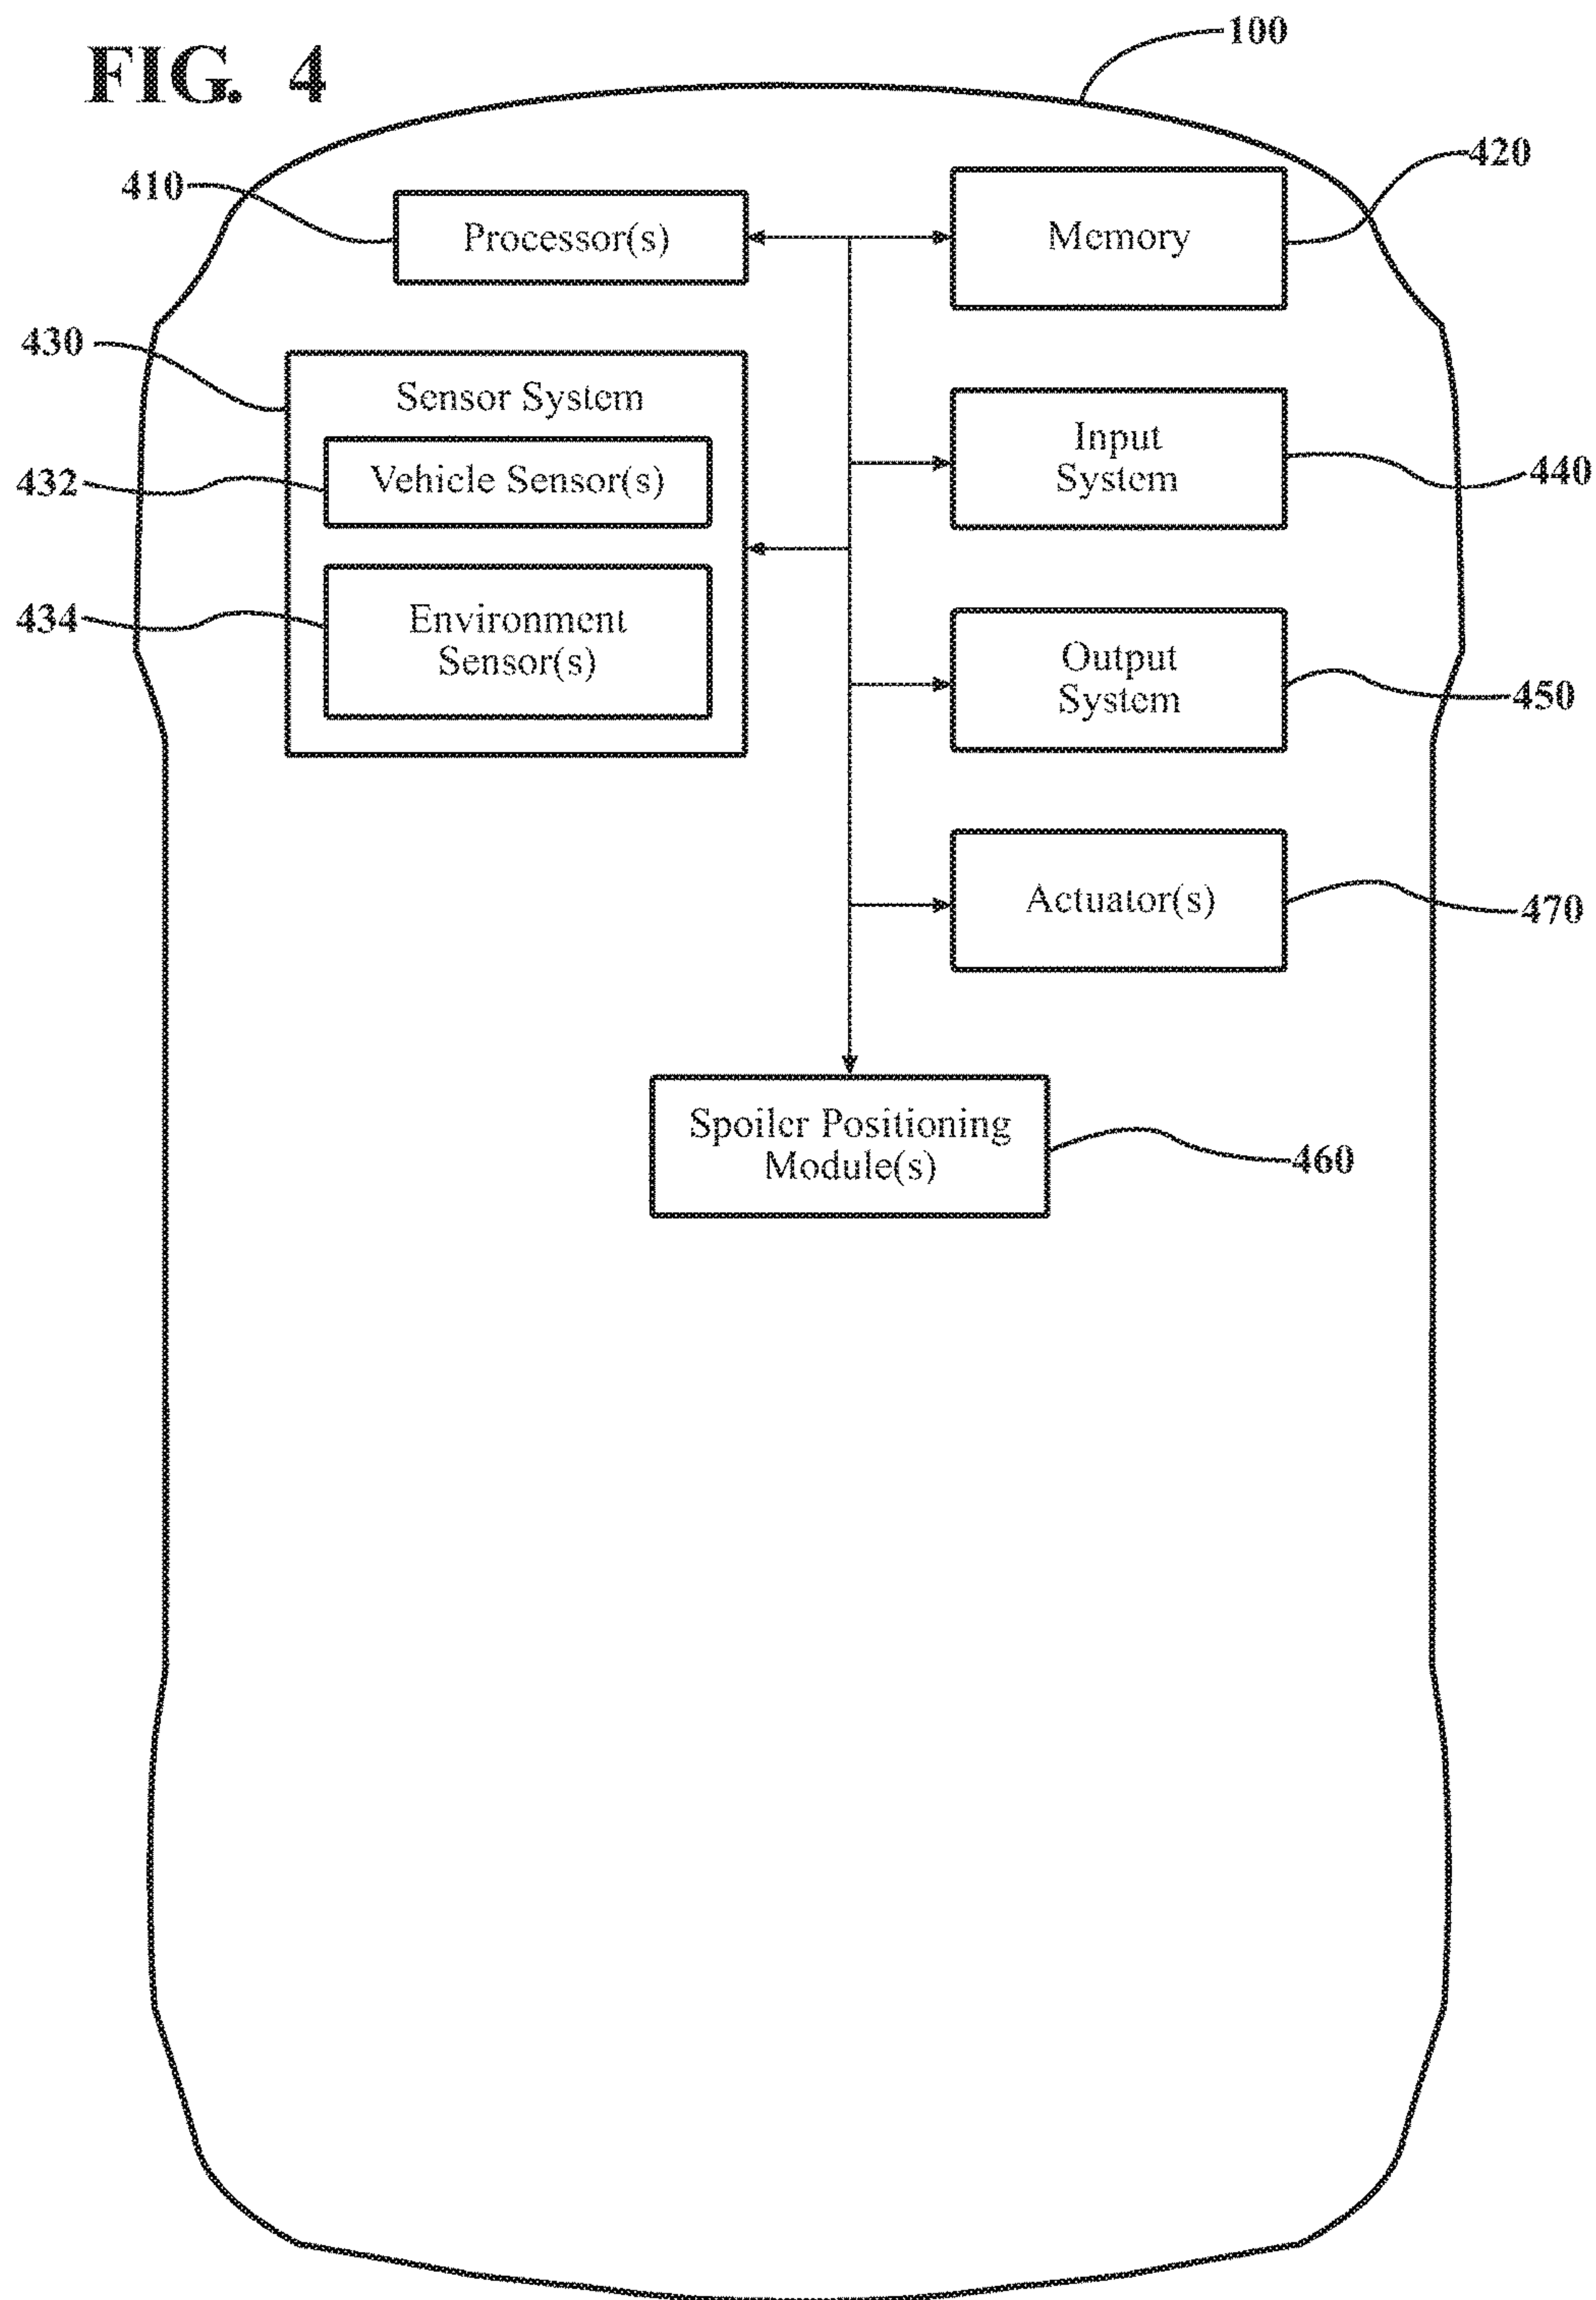 FIG. 4
100
410
Processor(s)
Memory
420
430
Sensor System
432
Vehicle Sensor(s)
434
Environment
Sensor(s)
Input
System
440
Output
System
450
Actuator(s)
470
Spoiler Positioning
Module(s)
460